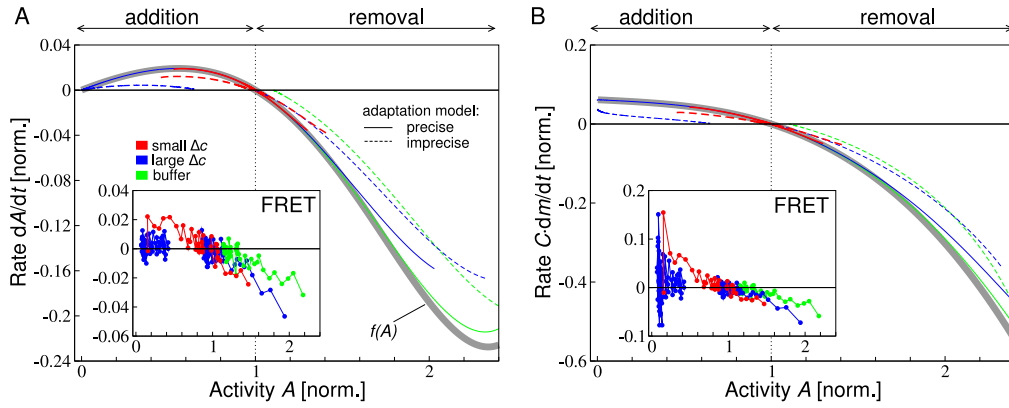 A
addition
removal
0.04
0
-0.04
-0.08
-0.12
-0.16
-0.2
-0.24
Rate dA/dt [norm.]
adaptation model:
precise
imprecise
small Δc
large Δc
buffer
FRET
0.04
0.02
0
-0.02
-0.04
-0.06
0
1
2
f(A)
0
1
2
Activity A [norm.]
B
addition
removal
0.2
0
-0.2
-0.4
-0.6
Rate C·dm/dt [norm.]
FRET
0.2
0.1
0
-0.1
0
1
2
0
1
2
Activity A [norm.]